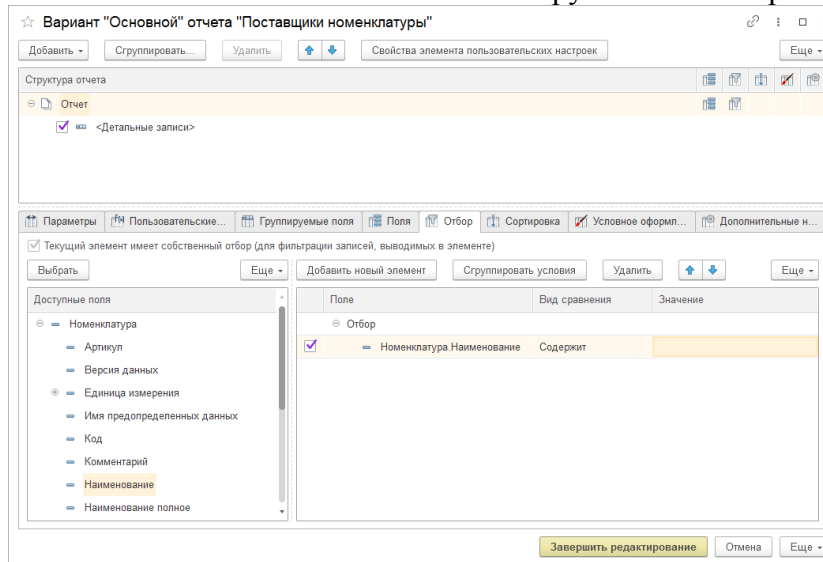 Вариант "Основной" отчета "Поставщики номенклатуры"
Добавить Сгруппировать... Удалить Свойства элемента пользовательских настроек Еще
Структура отчета
Отчет
<Детальные записи>
Параметры Пользовательские... Группируемые поля Поля Отбор Сортировка Условное оформл... Дополнительные н...
Текущий элемент имеет собственный отбор (для фильтрации записей, выводимых в элементе)
Выбрать Еще Добавить новый элемент Сгруппировать условия Удалить Еще
Доступные поля Поле Вид сравнения Значение
Номенклатура Отбор
Артикул Номенклатура.Наименование Содержит
Версия данных
Единица измерения
Имя предопределенных данных
Код
Комментарий
Наименование
Наименование полное
Завершить редактирование Отмена Еще